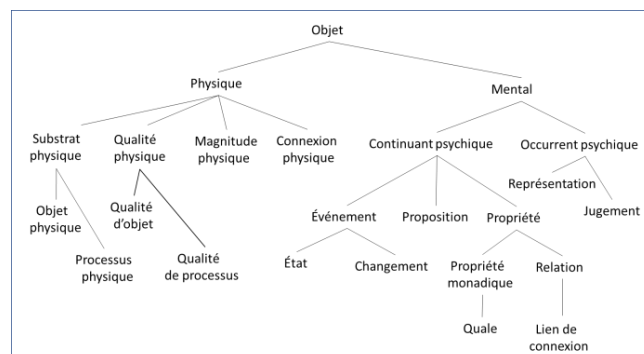 Objet
Physique
Mental
Substrat
physique
Qualité
physique
Magnitude
physique
Connexion
physique
Continuant psychique
Occurrent psychique
Objet
physique
Processus
physique
Qualité
d'objet
Qualité
de processus
Événement
Proposition
Propriété
Représentation
Jugement
État
Changement
Propriété
monadique
Relation
Quale
Lien de
connexion